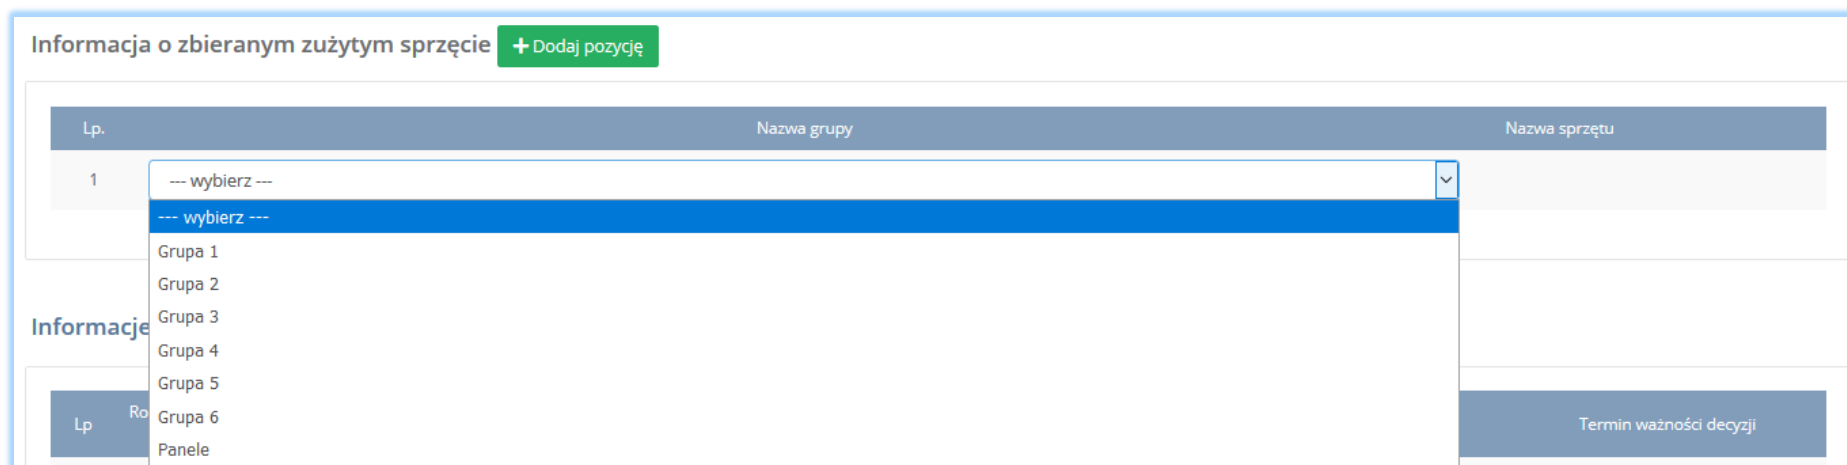 Informacja o zbieranym zużytym sprzęcie + Dodaj pozycję
Lp. Nazwa grupy Nazwa sprzętu
1 --- wybierz ---
--- wybierz ---
Grupa 1
Grupa 2
Grupa 3
Informacje
Grupa 4
Grupa 5
Ro
Grupa 6
Lp Termin ważności decyzji
Panele